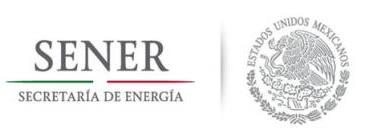 SENER
SECRETARÍA DE ENERGÍA
ESTADOS UNIDOS MEXICANOS